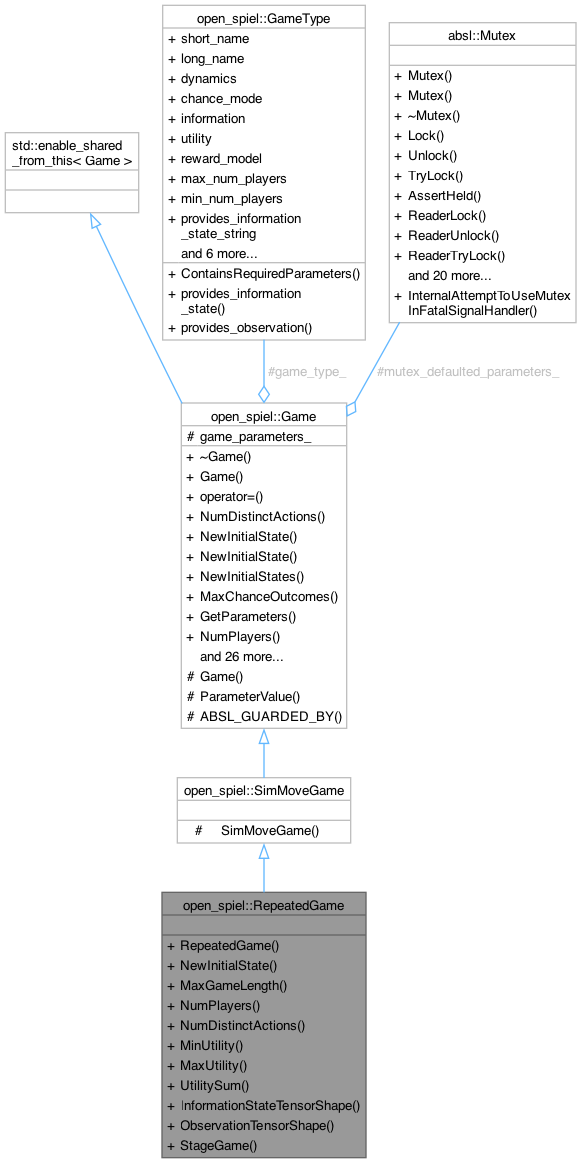 open_spiel::GameType
+ short_name
+ long_name
+ dynamics
+ chance_mode
+ information
+ utility
+ reward_model
+ max_num_players
+ min_num_players
+ provides_information
_state_string
and 6 more...
+ ContainsRequiredParameters()
+ provides_information
_state()
+ provides_observation()
absl::Mutex
+ Mutex()
+ Mutex()
+ ~Mutex()
+ Lock()
+ Unlock()
+ TryLock()
+ AssertHeld()
+ ReaderLock()
+ ReaderUnlock()
+ ReaderTryLock()
and 20 more...
+ InternalAttemptToUseMutex
InFatalSignalHandler()
std::enable_shared
_from_this< Game >
#game_type_
#mutex_defaulted_parameters_
open_spiel::Game
# game_parameters_
+ ~Game()
+ Game()
+ operator=()
+ NumDistinctActions()
+ NewInitialState()
+ NewInitialState()
+ NewInitialStates()
+ MaxChanceOutcomes()
+ GetParameters()
+ NumPlayers()
and 26 more...
# Game()
# ParameterValue()
# ABSL_GUARDED_BY()
open_spiel::SimMoveGame
# SimMoveGame()
open_spiel::RepeatedGame
+ RepeatedGame()
+ NewInitialState()
+ MaxGameLength()
+ NumPlayers()
+ NumDistinctActions()
+ MinUtility()
+ MaxUtility()
+ UtilitySum()
+ InformationStateTensorShape()
+ ObservationTensorShape()
+ StageGame()